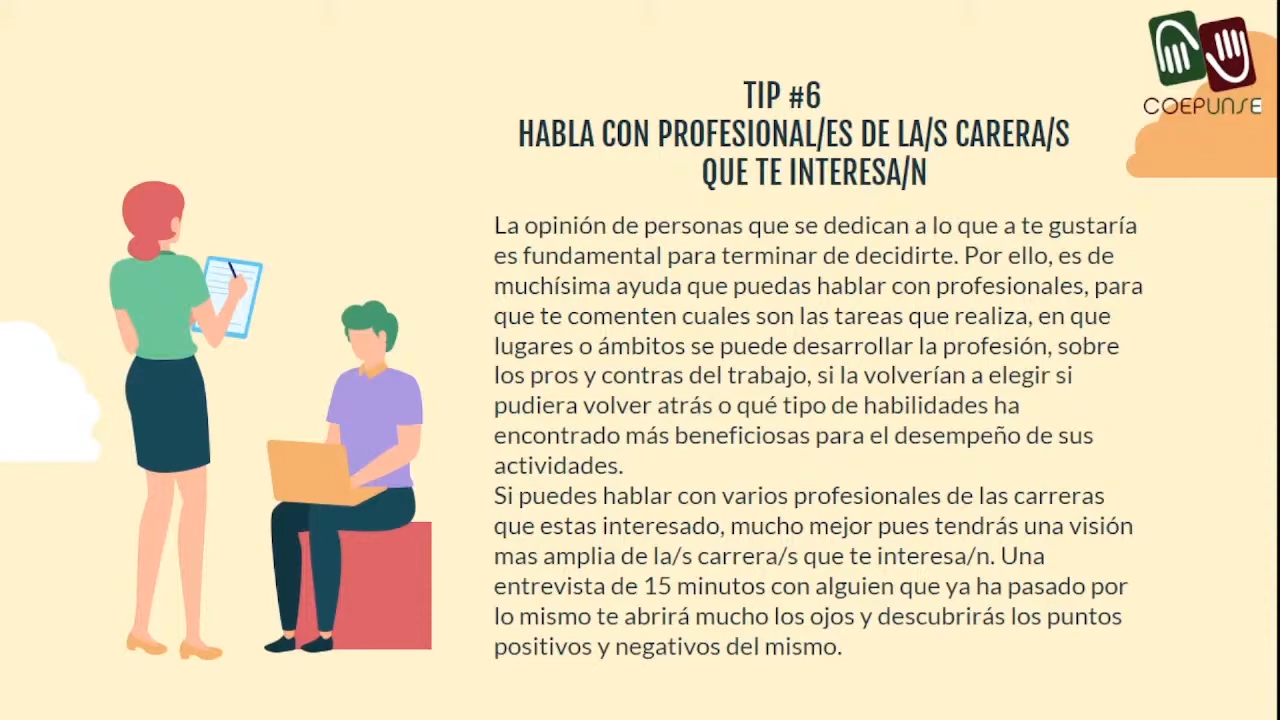 COEPUNSE
TIP #6
HABLA CON PROFESIONAL/ES DE LA/S CARERA/S
QUE TE INTERESA/N
La opinión de personas que se dedican a lo que a te gustaría
es fundamental para terminar de decidirte. Por ello, es de
muchísima ayuda que puedas hablar con profesionales, para
que te comenten cuales son las tareas que realiza, en que
lugares o ámbitos se puede desarrollar la profesión, sobre
los pros y contras del trabajo, si la volverían a elegir si
pudiera volver atrás o qué tipo de habilidades ha
encontrado más beneficiosas para el desempeño de sus
actividades.
Si puedes hablar con varios profesionales de las carreras
que estas interesado, mucho mejor pues tendrás una visión
mas amplia de la/s carrera/s que te interesa/n. Una
entrevista de 15 minutos con alguien que ya ha pasado por
lo mismo te abrirá mucho los ojos y descubrirás los puntos
positivos y negativos del mismo.